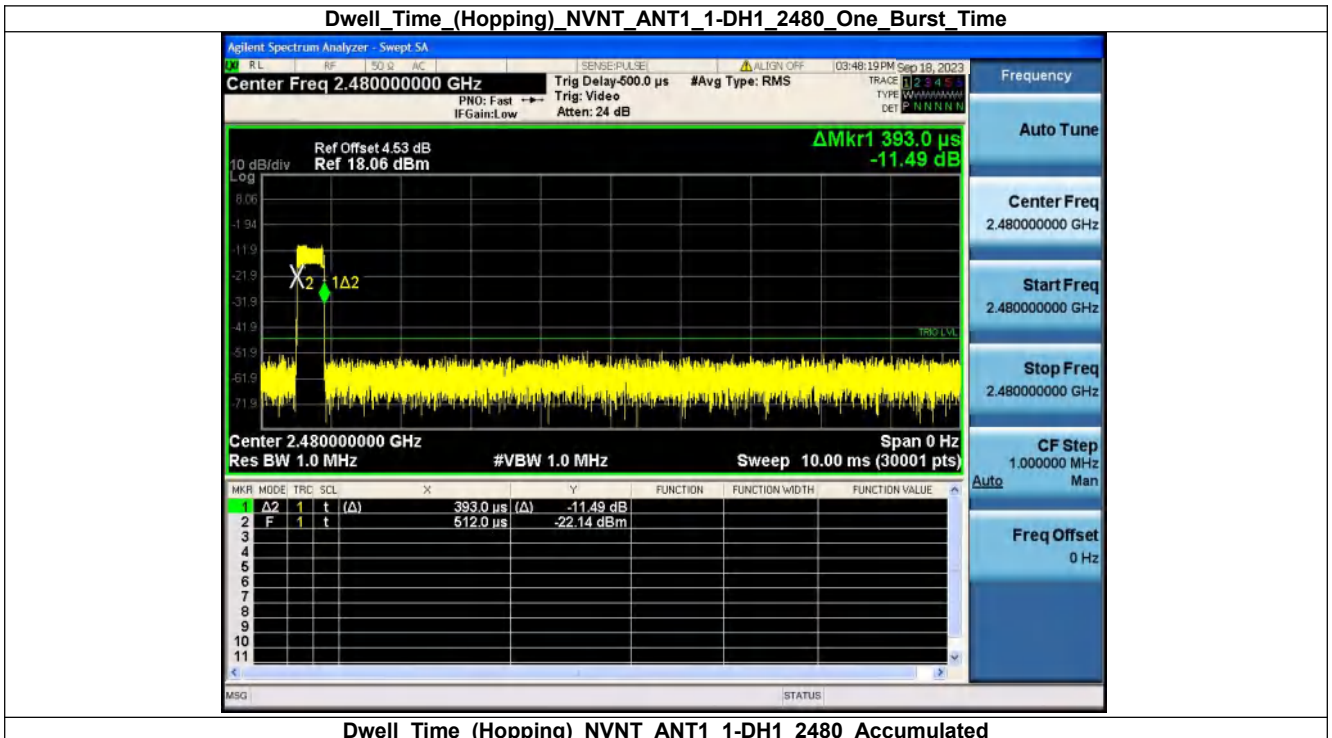 Dwell_Time_(Hopping)_NVNT_ANT1_1-DH1_2480_One_Burst_Time
Agilent Spectrum Analyzer - Swept SA
RL RF 50 Ω AC SENSE:PULSE ALIGN OFF 03:48:19 PM Sep 18, 2023
Center Freq 2.480000000 GHz
PNO: Fast
IFGain:Low
Trig Delay-500.0 µs
Trig: Video
Atten: 24 dB
#Avg Type: RMS
TRACE 1 2 3 4 5 6
TYPE
DET P N N N N N
ΔMkr1 393.0 µs
-11.49 dB
Ref Offset 4.53 dB
10 dB/div Ref 18.06 dBm
Log
8.06
-1.94
-11.9
-21.9
-31.9
-41.9
-51.9
-61.9
-71.9
X2 1Δ2
TRIG LVL
Center 2.480000000 GHz Span 0 Hz
Res BW 1.0 MHz #VBW 1.0 MHz Sweep 10.00 ms (30001 pts)
MKR MODE TRC SCL X Y FUNCTION FUNCTION WIDTH FUNCTION VALUE
1 Δ2 1 t (Δ) 393.0 µs (Δ) -11.49 dB
2 F 1 t 512.0 µs -22.14 dBm
3
4
5
6
7
8
9
10
11
MSG STATUS
Frequency
Auto Tune
Center Freq
2.480000000 GHz
Start Freq
2.480000000 GHz
Stop Freq
2.480000000 GHz
CF Step
1.000000 MHz
Auto Man
Freq Offset
0 Hz
Dwell_Time_(Hopping)_NVNT_ANT1_1-DH1_2480_Accumulated